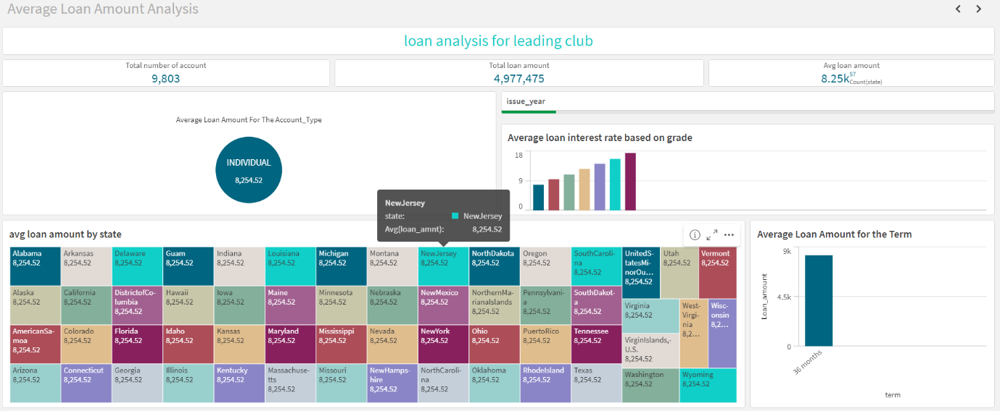 Average Loan Amount Analysis
loan analysis for leading club
Total number of account
9,803
Total loan amount
4,977,475
Avg loan amount
8.25k 57
Count(state)
Average Loan Amount For The Account_Type
INDIVIDUAL
8,254.52
issue_year
Average loan interest rate based on grade
18
9
0
NewJersey
state: NewJersey
Avg(loan_amnt): 8,254.52
avg loan amount by state
Alabama
8,254.52
Arkansas
8,254.52
Delaware
8,254.52
Guam
8,254.52
Indiana
8,254.52
Louisiana
8,254.52
Michigan
8,254.52
Montana
8,254.52
NewJersey
8,254.52
NorthDakota
8,254.52
Oregon
8,254.52
SouthCaroli-
na
8,254.52
UnitedS-
tatesMi-
norOu...
8,254.52
Utah
8,254.52
Vermont
8,254.52
Alaska
8,254.52
California
8,254.52
DistrictofCo-
lumbia
8,254.52
Hawaii
8,254.52
Iowa
8,254.52
Maine
8,254.52
Minnesota
8,254.52
Nebraska
8,254.52
NewMexico
8,254.52
NorthernMa-
rianaIslands
8,254.52
Pennsylvani-
a
8,254.52
SouthDakot-
a
8,254.52
Virginia
8,254.52
West-
Virgi-
nia
8,2...
Wisc-
onsin
8,2...
AmericanSa-
moa
8,254.52
Colorado
8,254.52
Florida
8,254.52
Idaho
8,254.52
Kansas
8,254.52
Maryland
8,254.52
Mississippi
8,254.52
Nevada
8,254.52
NewYork
8,254.52
Ohio
8,254.52
PuertoRico
8,254.52
Tennessee
8,254.52
VirginIslands,-
U.S.
8,254.52
Arizona
8,254.52
Connecticut
8,254.52
Georgia
8,254.52
Illinois
8,254.52
Kentucky
8,254.52
Massachuse-
tts
8,254.52
Missouri
8,254.52
NewHamps-
hire
8,254.52
NorthCaroli-
na
8,254.52
Oklahoma
8,254.52
RhodeIsland
8,254.52
Texas
8,254.52
Washington
8,254.52
Wyoming
8,254.52
Average Loan Amount for the Term
9k
4.5k
0
Loan_amount
36 months
term